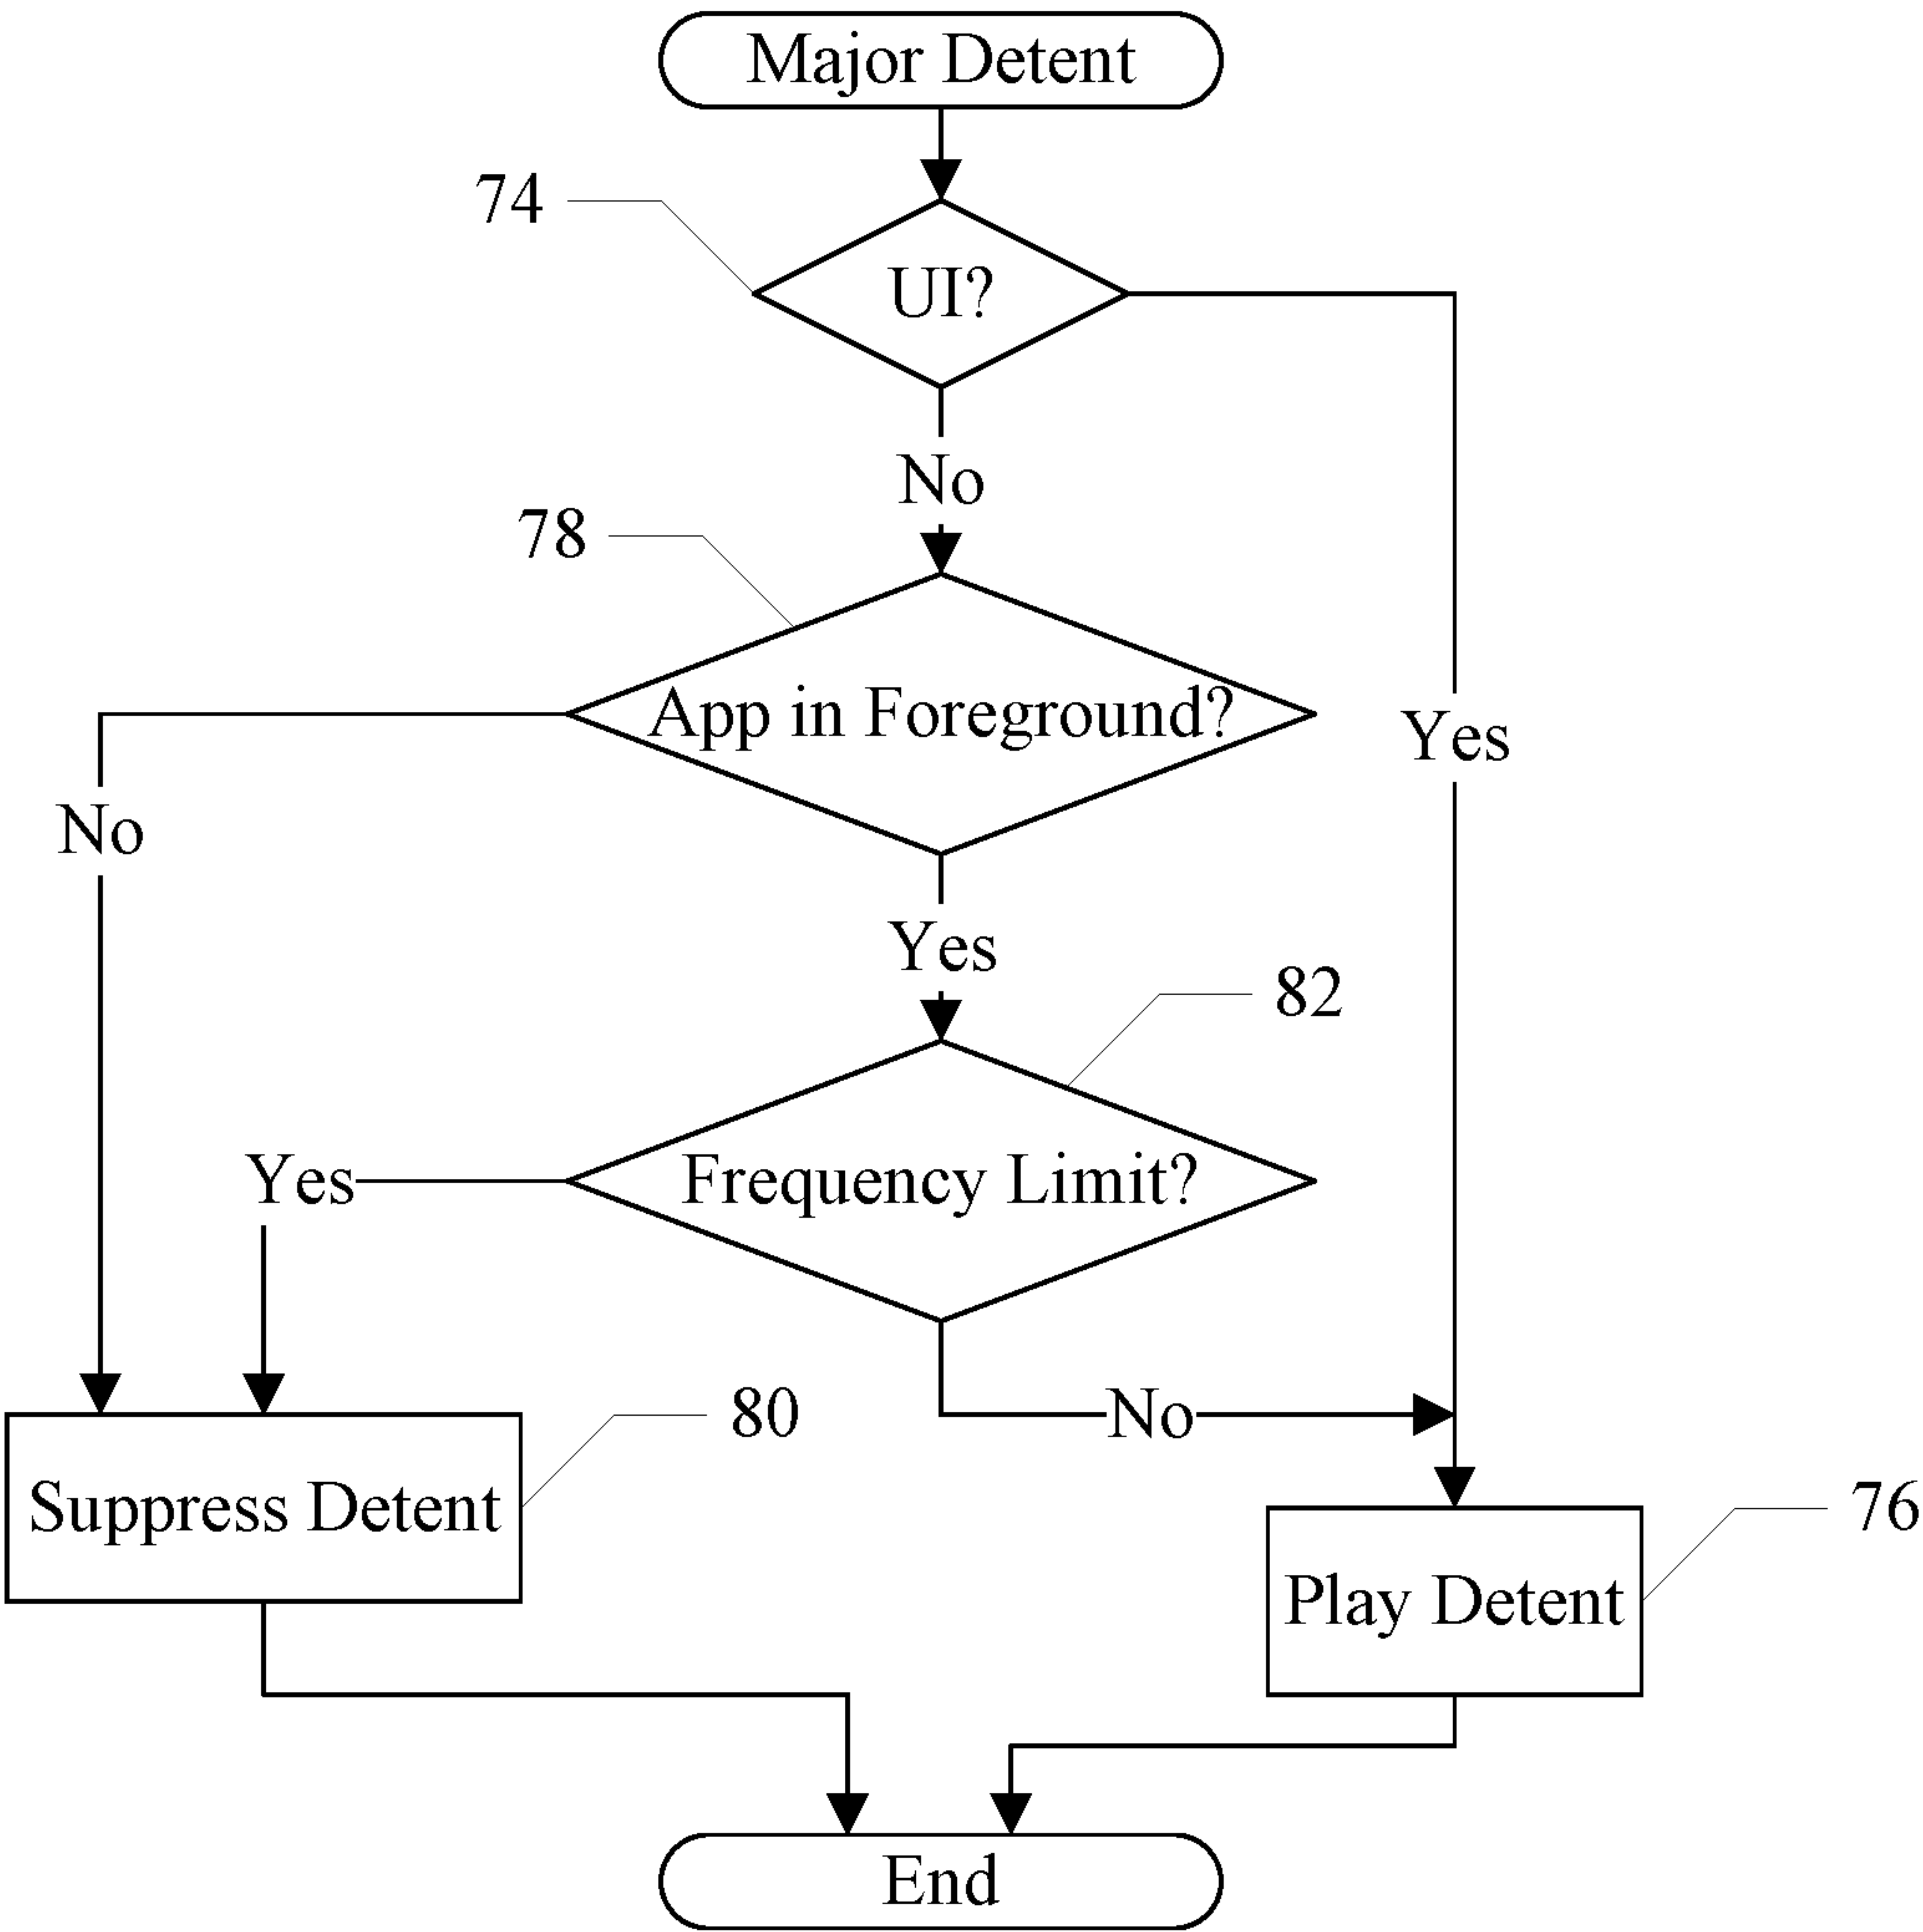 Major Detent
74
UI?
No
78
App in Foreground?
Yes
No
Yes
82
Frequency Limit?
Yes
80
No
Suppress Detent
76
Play Detent
End